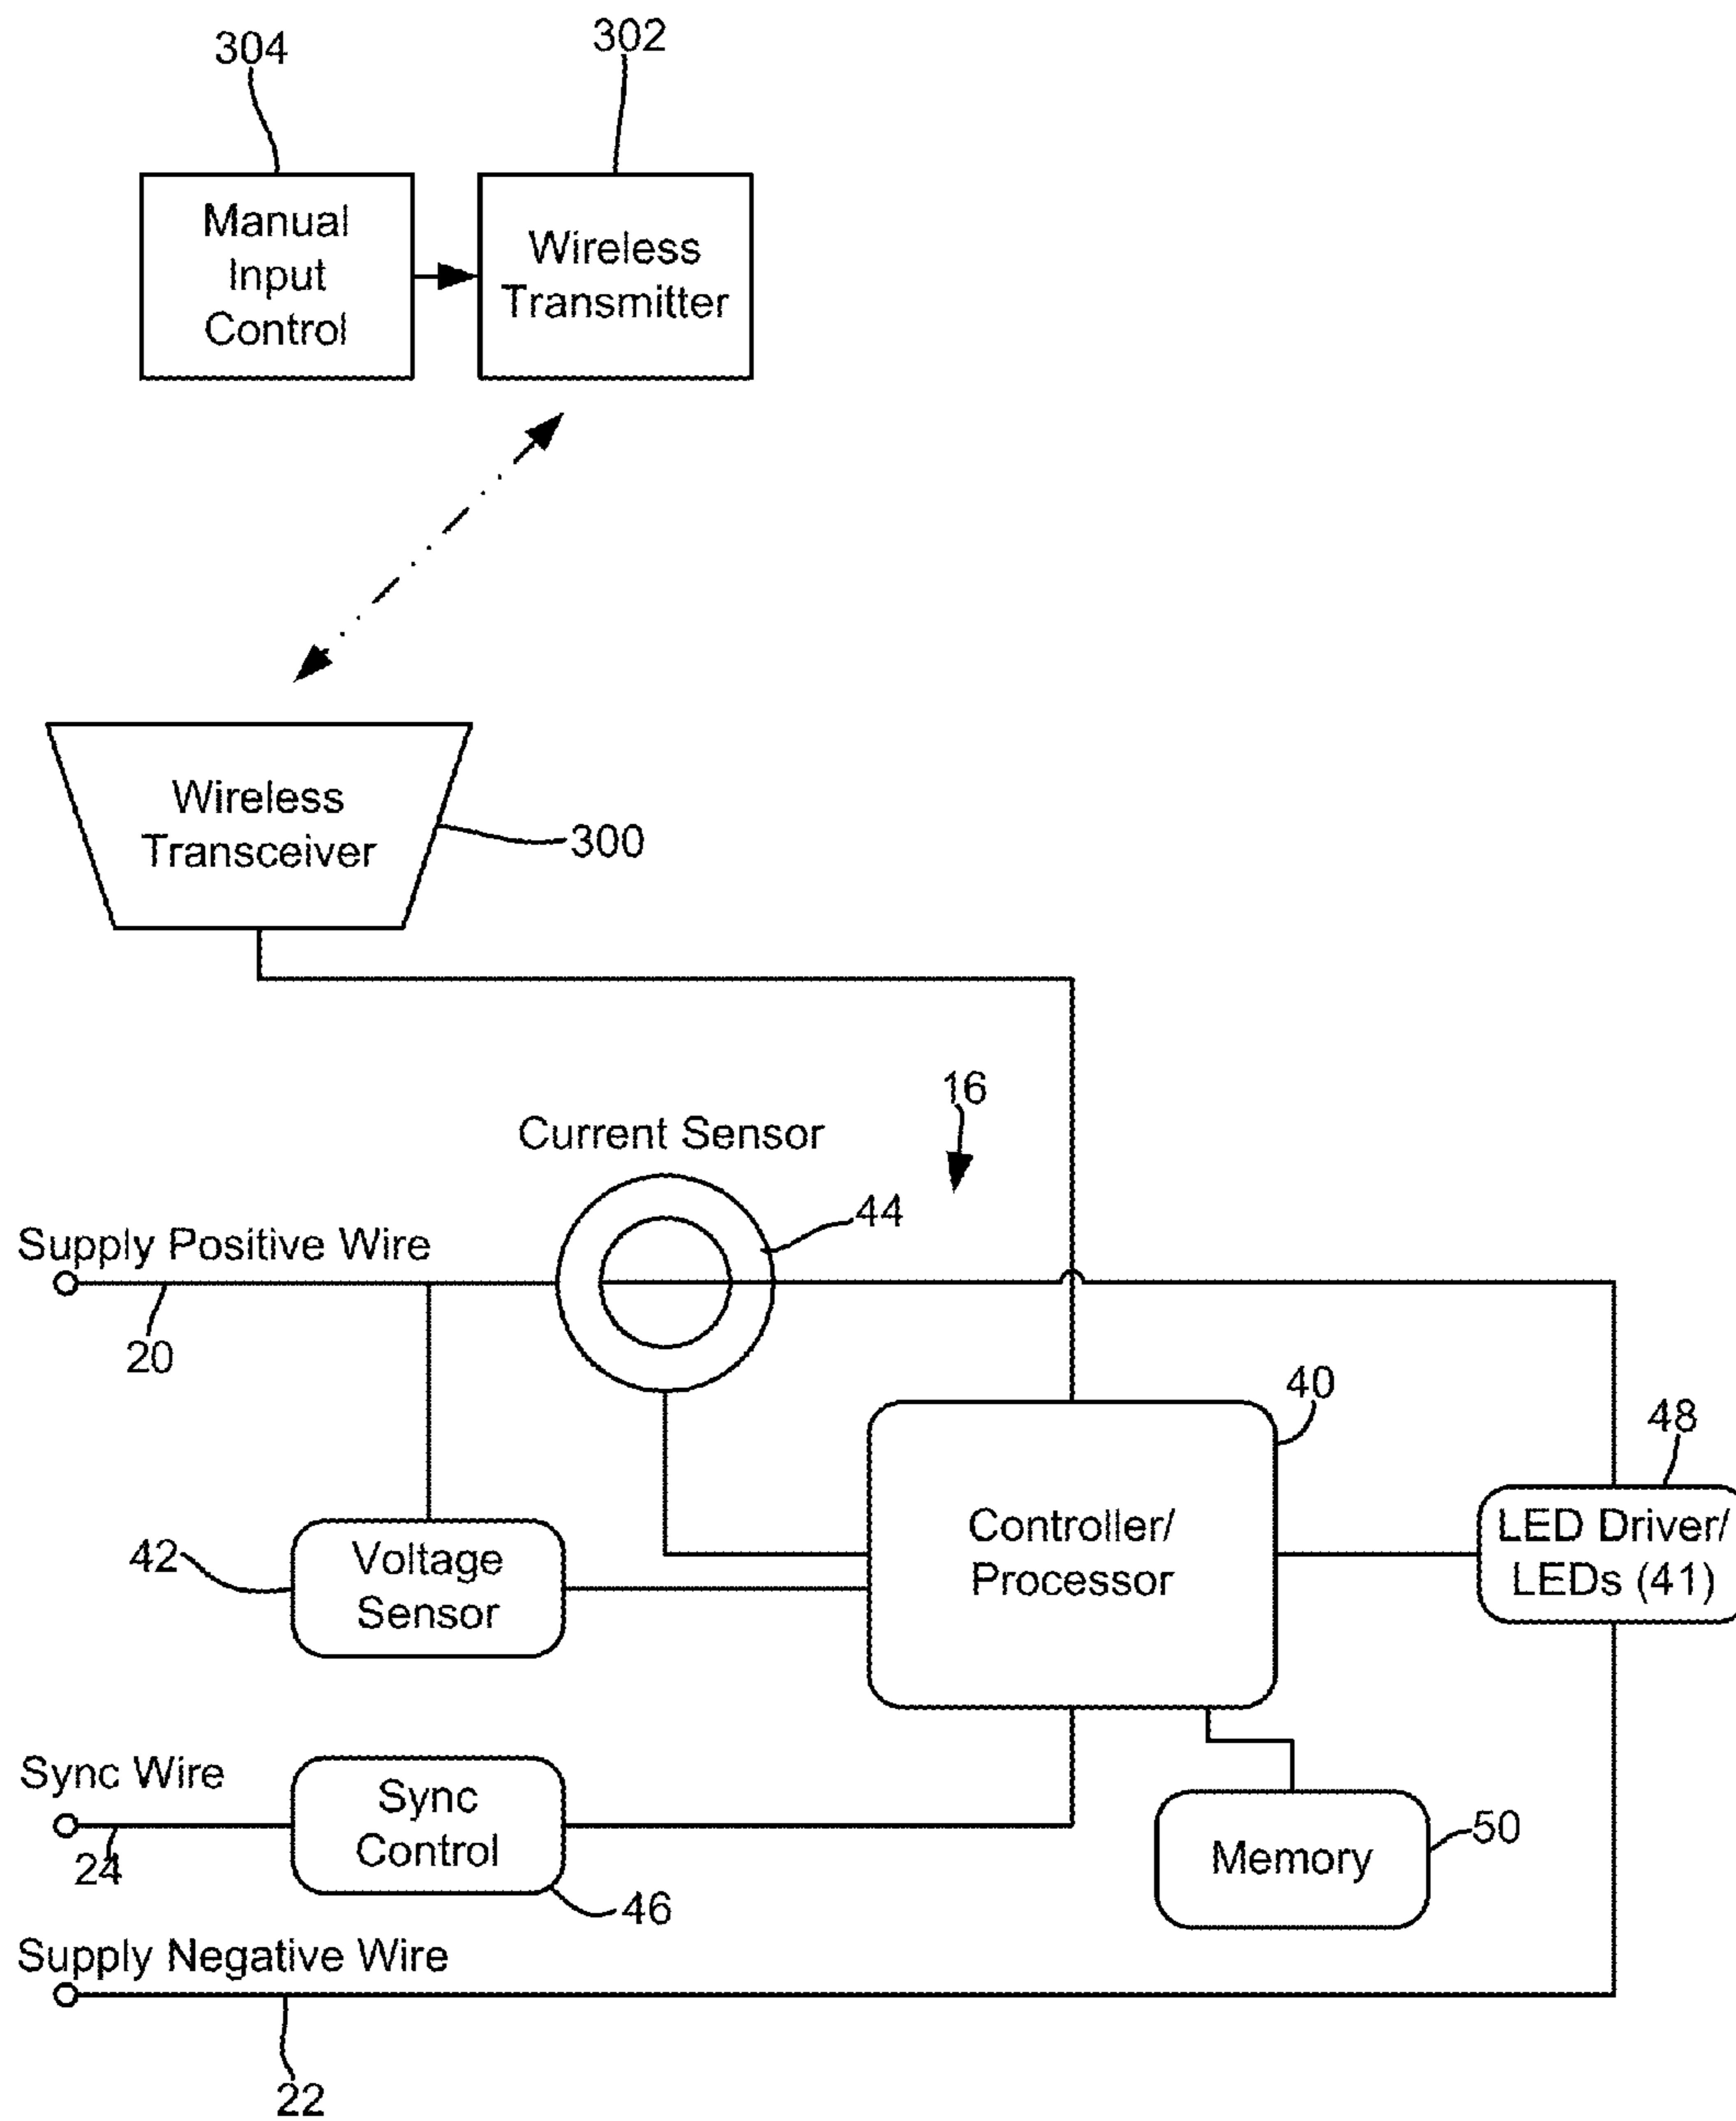 304
302
Manual
Input
Control
Wireless
Transmitter
Wireless
Transceiver
300
16
Current Sensor
44
Supply Positive Wire
20
40
48
Controller/
Processor
LED Driver/
LEDs (41)
42
Voltage
Sensor
Sync Wire
Sync
Control
24
46
Memory
50
Supply Negative Wire
22